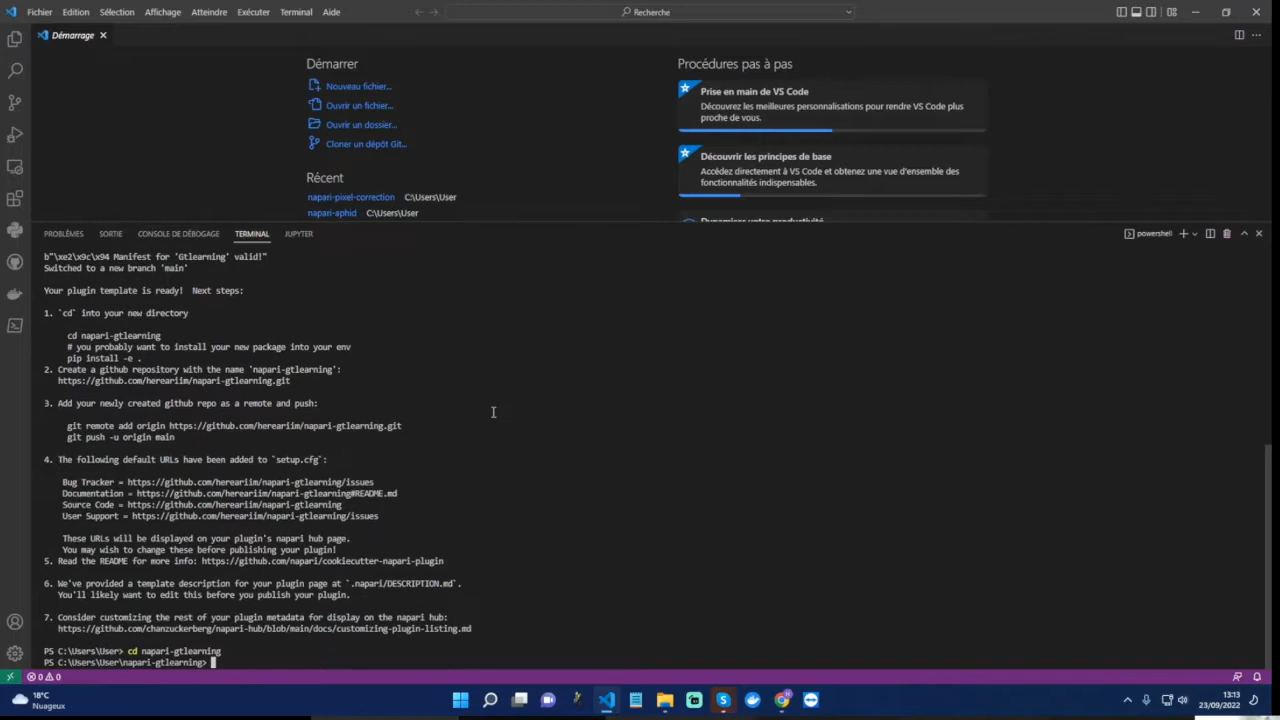 Fichier Edition Sélection Affichage Atteindre Exécuter Terminal Aide
Recherche
Démarrage
Démarrer
Nouveau fichier...
Ouvrir un fichier...
Ouvrir un dossier...
Cloner un dépôt Git...
Récent
napari-pixel-correction C:\Users\User
napari-aphid C:\Users\User
Procédures pas à pas
Prise en main de VS Code
Découvrez les meilleures personnalisations pour rendre VS Code plus
proche de vous.
Découvrir les principes de base
Accédez directement à VS Code et obtenez une vue d'ensemble des
fonctionnalités indispensables.
Dynamisez votre productivité
PROBLÈMES SORTIE CONSOLE DE DÉBOGAGE TERMINAL JUPYTER
powershell
b"\xe2\x9c\x94 Manifest for 'Gtlearning' valid!"
Switched to a new branch 'main'
Your plugin template is ready! Next steps:
1. `cd` into your new directory
cd napari-gtlearning
# you probably want to install your new package into your env
pip install -e .
2. Create a github repository with the name 'napari-gtlearning':
https://github.com/hereariim/napari-gtlearning.git
3. Add your newly created github repo as a remote and push:
git remote add origin https://github.com/hereariim/napari-gtlearning.git
git push -u origin main
4. The following default URLs have been added to `setup.cfg`:
Bug Tracker = https://github.com/hereariim/napari-gtlearning/issues
Documentation = https://github.com/hereariim/napari-gtlearning#README.md
Source Code = https://github.com/hereariim/napari-gtlearning
User Support = https://github.com/hereariim/napari-gtlearning/issues
These URLs will be displayed on your plugin's napari hub page.
You may wish to change these before publishing your plugin!
5. Read the README for more info: https://github.com/napari/cookiecutter-napari-plugin
6. We've provided a template description for your plugin page at `.napari/DESCRIPTION.md`.
You'll likely want to edit this before you publish your plugin.
7. Consider customizing the rest of your plugin metadata for display on the napari hub:
https://github.com/chanzuckerberg/napari-hub/blob/main/docs/customizing-plugin-listing.md
PS C:\Users\User> cd napari-gtlearning
PS C:\Users\User\napari-gtlearning>
0 0
18°C
Nuageux
13:13
23/09/2022